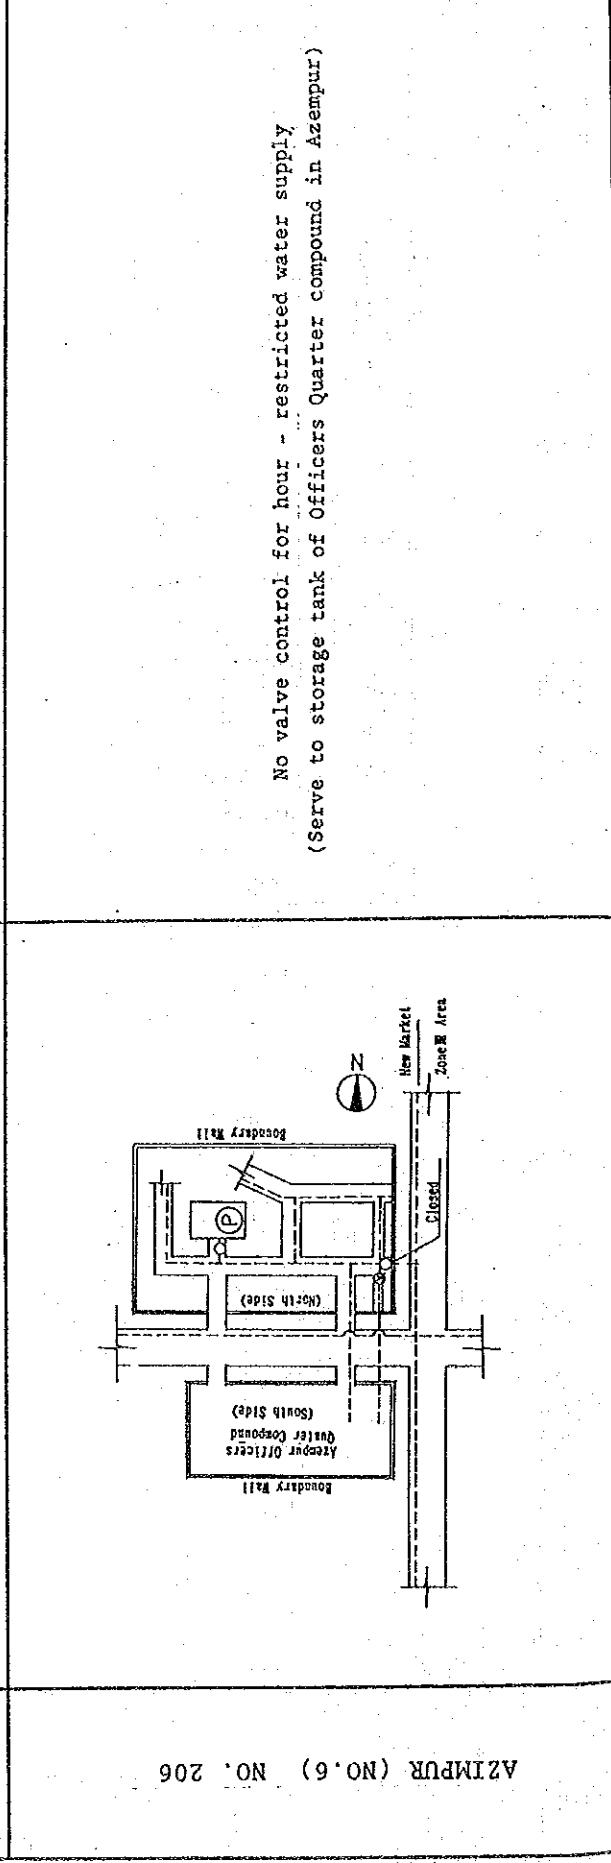 No valve control for hour - restricted water supply
(Serve to storage tank of Officers Quarter compound in Azempur)
N
New Market
Zone Ⅲ Area
Closed
Boundary Wall
P
(North Side)
Azempur Officers
Quater Compound
(South Side)
Boundary Wall
AZIMPUR (NO.6) NO. 206